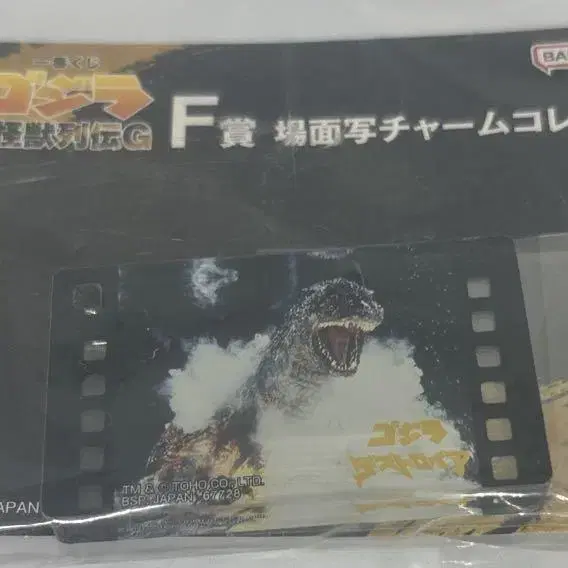 一番くじ
BA
ゴジラ
怪獣列伝G
F賞 場面写チャームコレ
ゴジラ
TM & © TOHO CO., LTD.
BSP JAPAN 67728
JAPAN